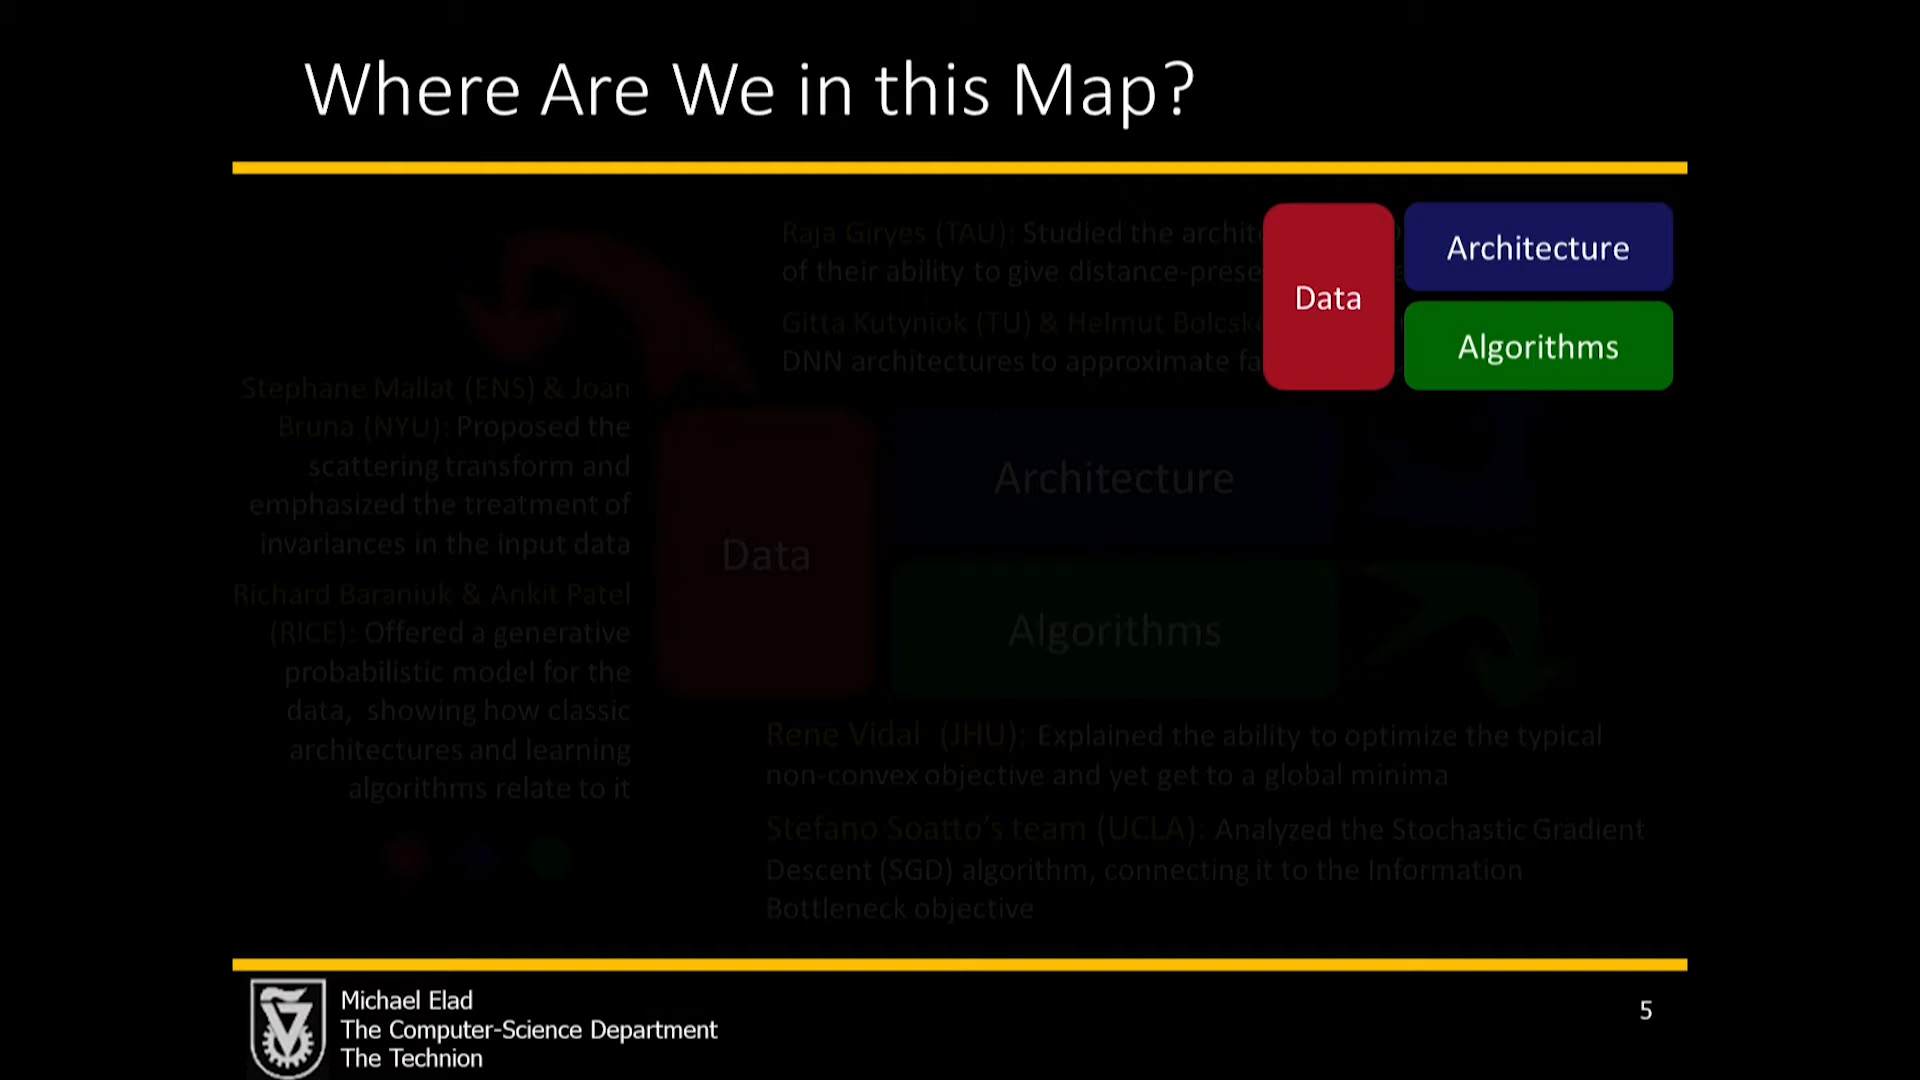 Where Are We in this Map?
Raja Giryes (TAU): Studied the archit
of their ability to give distance-prese
Gitta Kutyniok (TU) & Helmut Bolcsk
DNN architectures to approximate fa
Data
Architecture
Algorithms
Stephane Mallat (ENS) & Joan
Bruna (NYU): Proposed the
scattering transform and
emphasized the treatment of
invariances in the input data
Richard Baraniuk & Ankit Patel
(RICE): Offered a generative
probabilistic model for the
data, showing how classic
architectures and learning
algorithms relate to it
Data
Architecture
Algorithms
Rene Vidal (JHU): Explained the ability to optimize the typical
non-convex objective and yet get to a global minima
Stefano Soatto's team (UCLA): Analyzed the Stochastic Gradient
Descent (SGD) algorithm, connecting it to the Information
Bottleneck objective
Michael Elad
The Computer-Science Department
The Technion
5